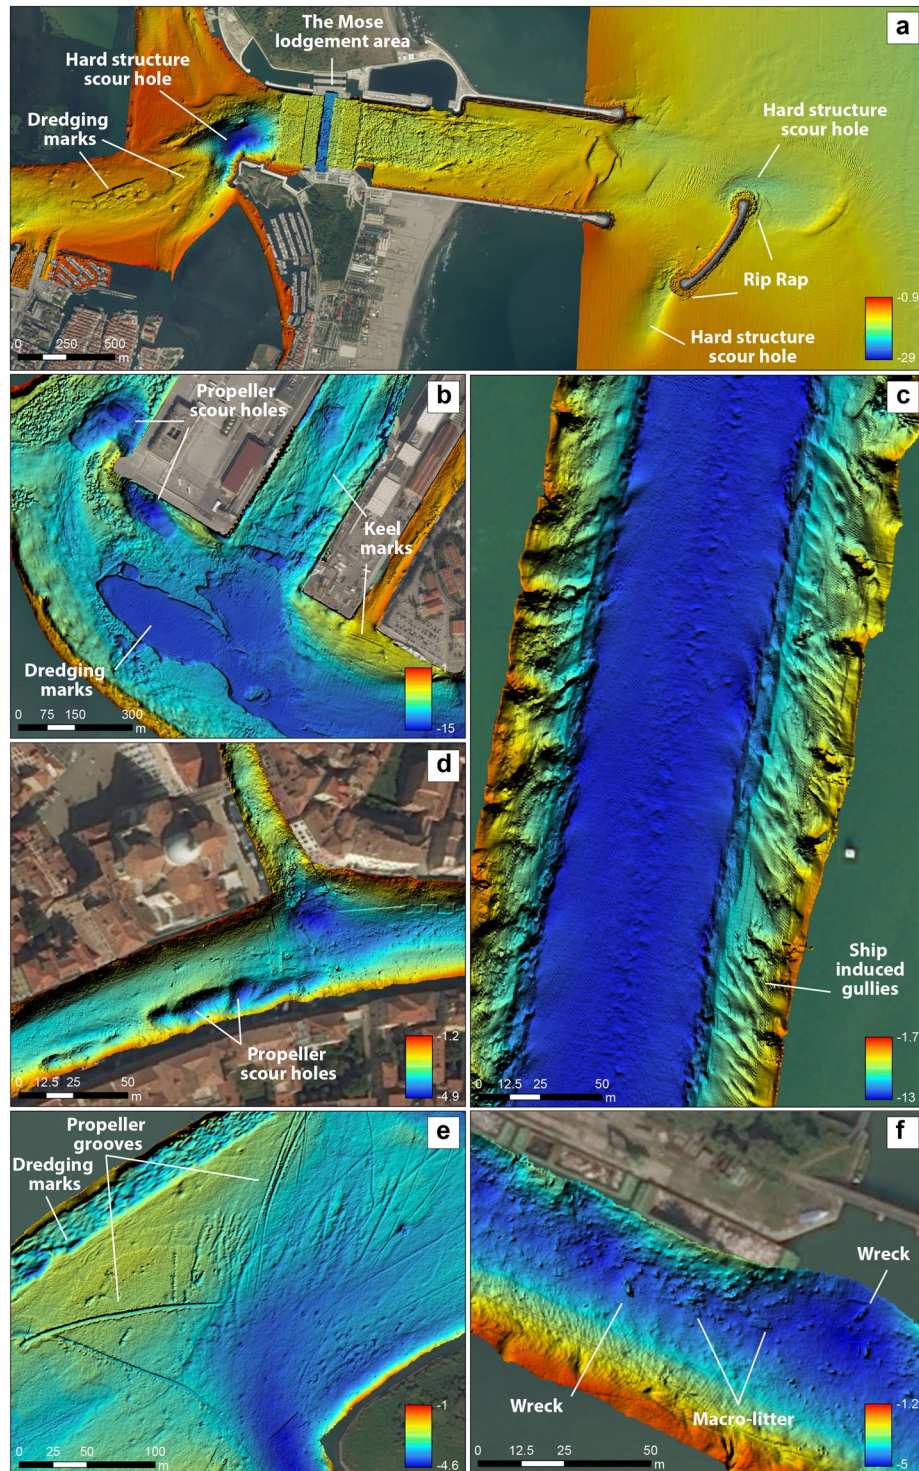 a
The Mose
lodgement area
Hard structure
scour hole
Dredging
marks
Hard structure
scour hole
Rip Rap
Hard structure
scour hole
-0.9
-29
0 250 500
m
b
Propeller
scour holes
Keel
marks
Dredging
marks
-1
-15
0 75 150 300
m
c
Ship
induced
gullies
-1.7
-13
0 12.5 25 50
m
d
Propeller
scour holes
-1.2
-4.9
0 12.5 25 50
m
e
Propeller
grooves
Dredging
marks
-1
-4.6
0 25 50 100
m
f
Wreck
Wreck
Macro-litter
-1.2
-5
0 12.5 25 50
m